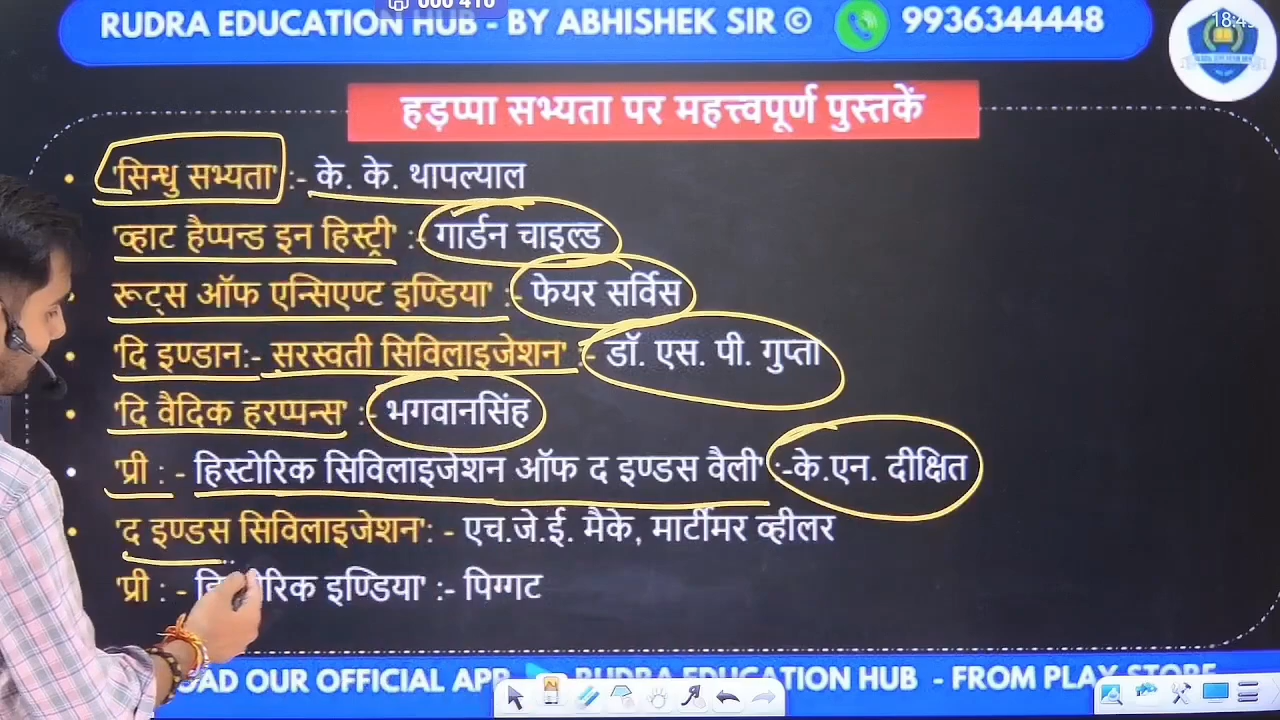 006 416
RUDRA EDUCATION HUB - BY ABHISHEK SIR © 9936344448
हड़प्पा सभ्यता पर महत्त्वपूर्ण पुस्तकें
• 'सिन्धु सभ्यता' :- के. के. थापल्याल
'व्हाट हैप्पन्ड इन हिस्ट्री' :- गार्डन चाइल्ड
रूट्स ऑफ एन्सिएण्ट इण्डिया' :- फेयर सर्विस
• 'दि इण्डान:- सरस्वती सिविलाइजेशन' :- डॉ. एस. पी. गुप्ता
• 'दि वैदिक हरप्पन्स' :- भगवानसिंह
• 'प्री : - हिस्टोरिक सिविलाइजेशन ऑफ द इण्डस वैली' :-के.एन. दीक्षित
• 'द इण्डस सिविलाइजेशन': - एच.जे.ई. मैके, मार्टीमर व्हीलर
'प्री : - इण्डिया' :- पिग्गट
OUR OFFICIAL APP RUDRA EDUCATION HUB - FROM PLAY STORE